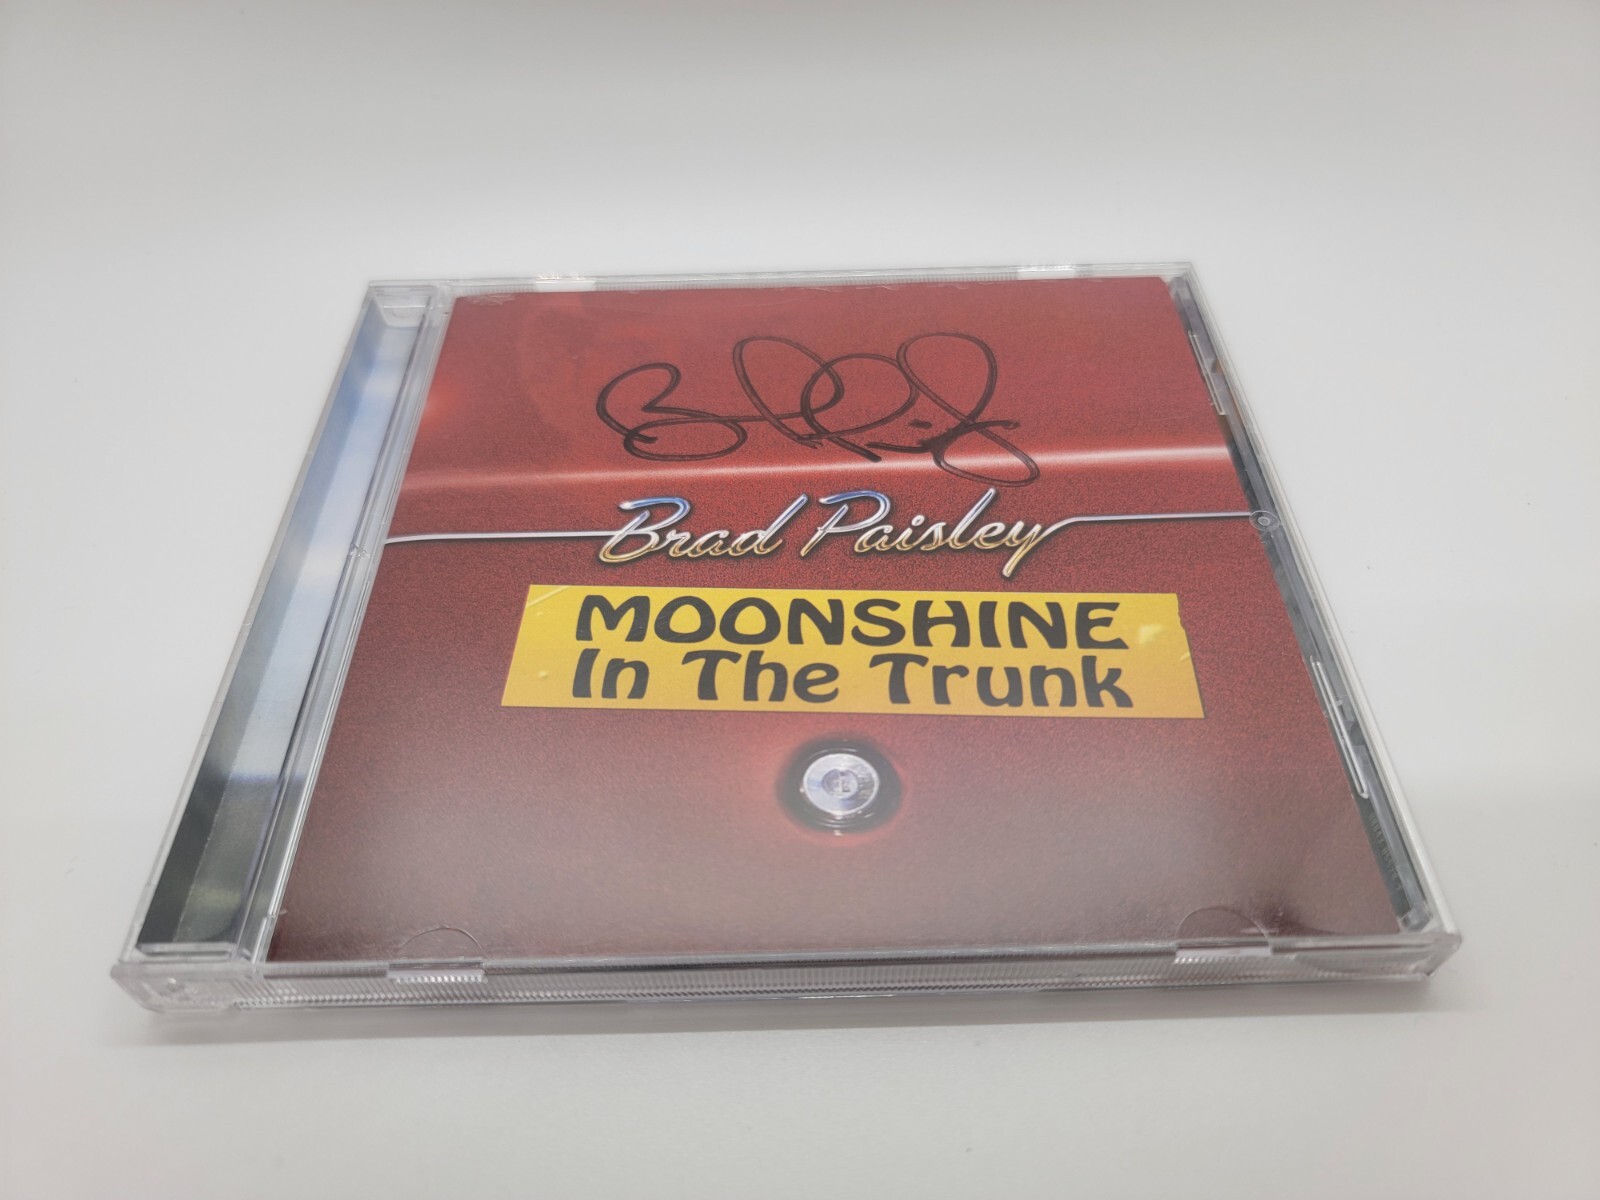 Brad Paisley
MOONSHINE
In The Trunk